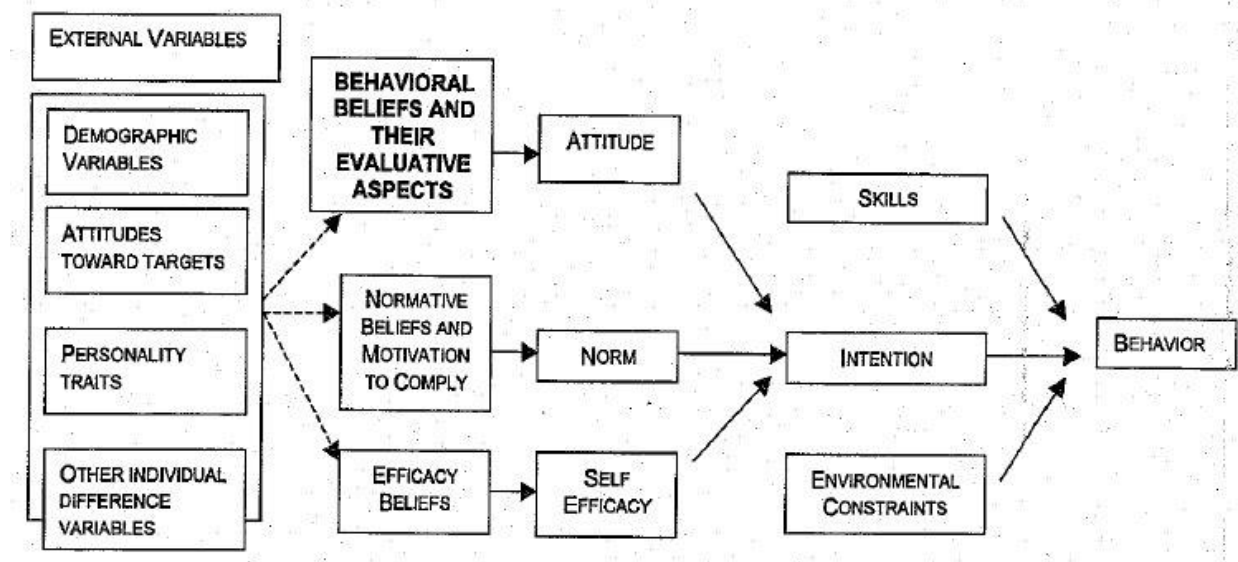 EXTERNAL VARIABLES
DEMOGRAPHIC
VARIABLES
ATTITUDES
TOWARD TARGETS
PERSONALITY
TRAITS
OTHER INDIVIDUAL
DIFFERENCE
VARIABLES
BEHAVIORAL
BELIEFS AND
THEIR
EVALUATIVE
ASPECTS
NORMATIVE
BELIEFS AND
MOTIVATION
TO COMPLY
EFFICACY
BELIEFS
ATTITUDE
NORM
SELF
EFFICACY
SKILLS
INTENTION
ENVIRONMENTAL
CONSTRAINTS
BEHAVIOR